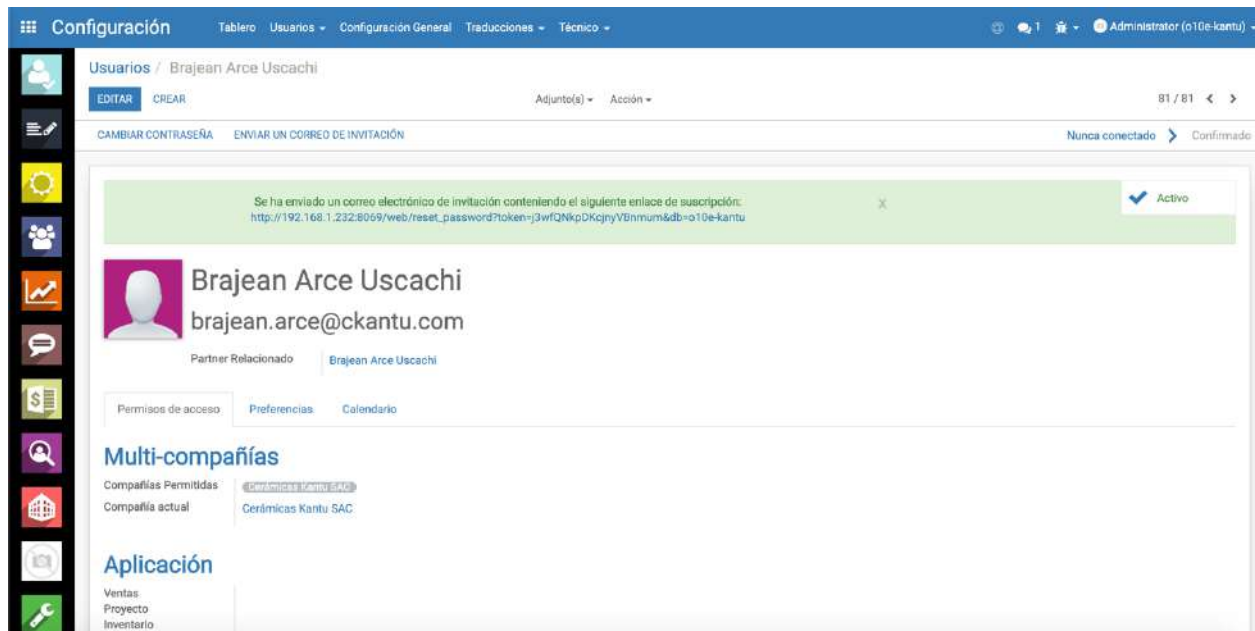 Configuración Tablero Usuarios Configuración General Traducciones Técnico 1 Administrator (o10e-kantu)
Usuarios / Brajean Arce Uscachi
EDITAR CREAR Adjunto(s) Acción 81 / 81
CAMBIAR CONTRASEÑA ENVIAR UN CORREO DE INVITACIÓN Nunca conectado Confirmado
Se ha enviado un correo electrónico de invitación conteniendo el siguiente enlace de suscripción: X Activo
http://192.168.1.232:8069/web/reset_password?token=j3wfQNkpDKcjnyVBnmum&db=o10e-kantu
Brajean Arce Uscachi
brajean.arce@ckantu.com
Partner Relacionado Brajean Arce Uscachi
Permisos de acceso Preferencias Calendario
Multi-compañías
Compañías Permitidas Cerámicas Kantu SAC
Compañía actual Cerámicas Kantu SAC
Aplicación
Ventas
Proyecto
Inventario